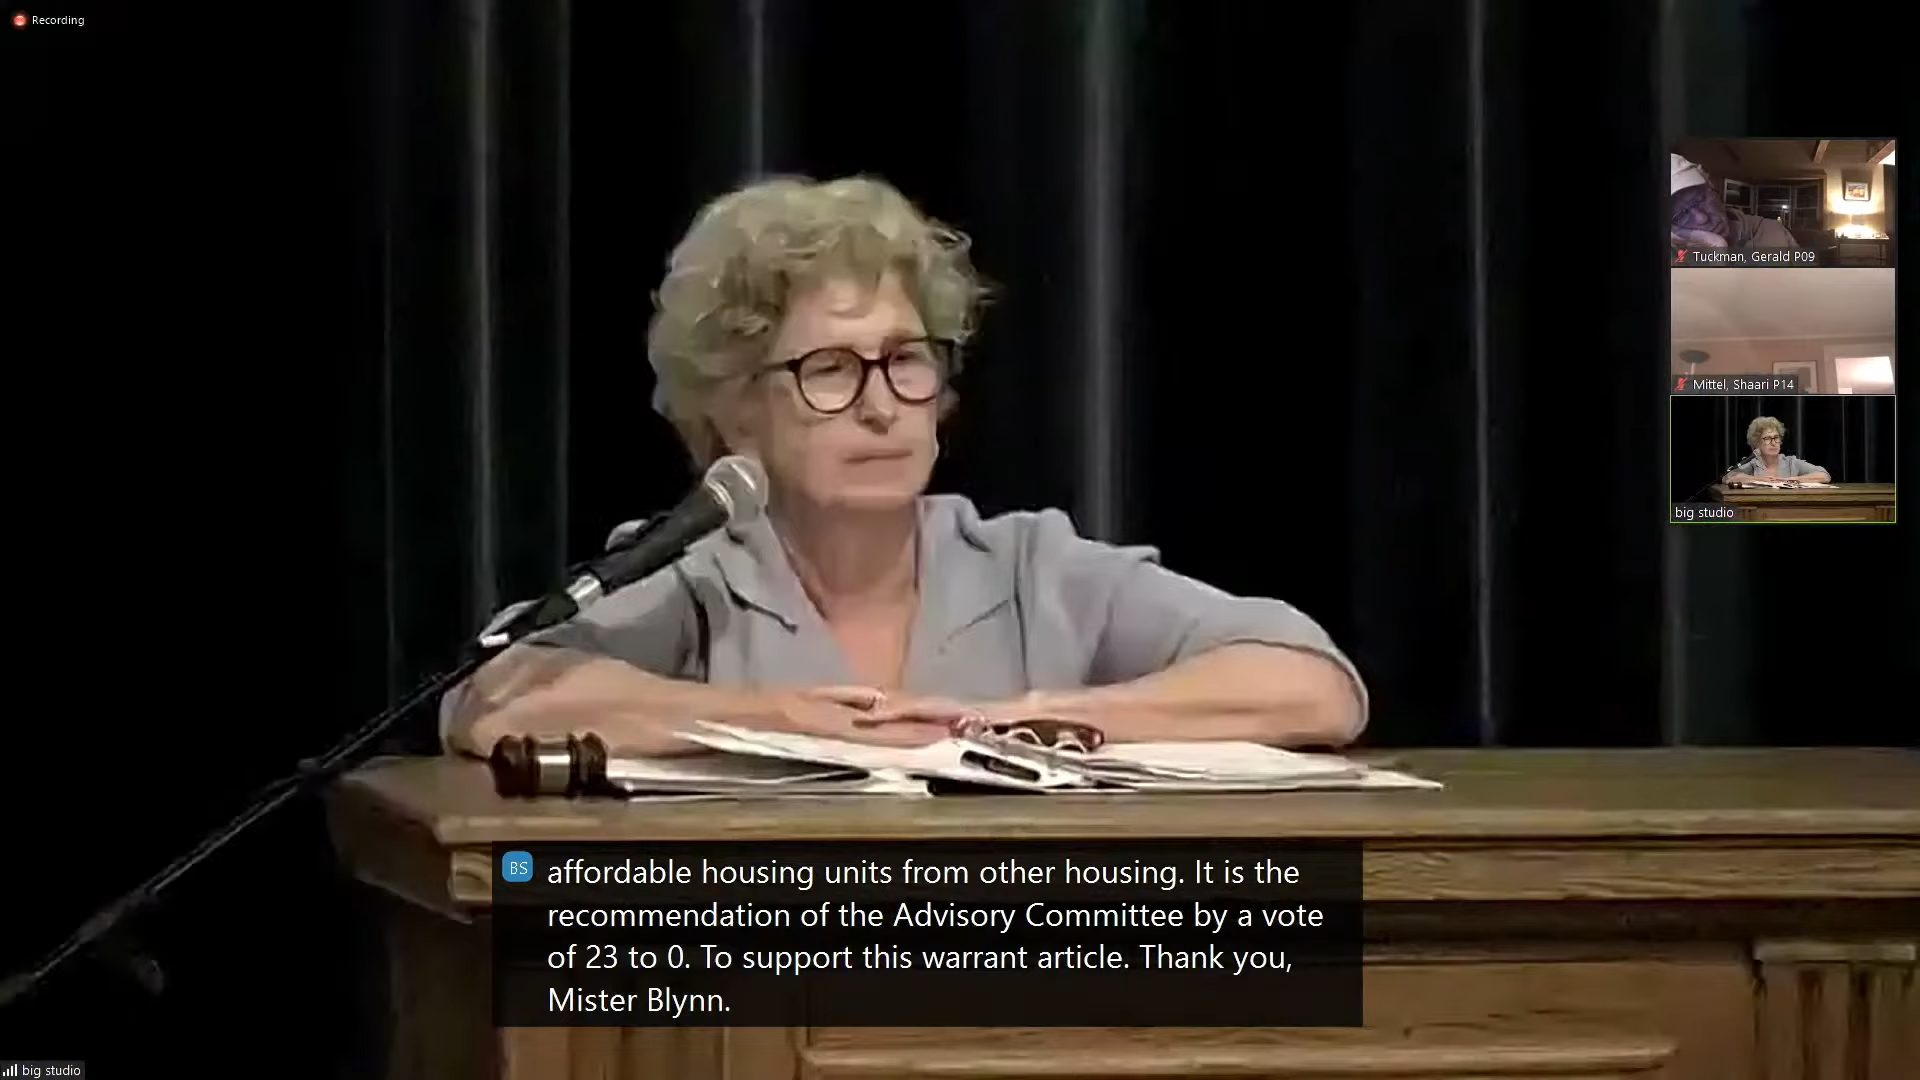 Recording
Tuckman, Gerald P09
Mittel, Shaari P14
big studio
BS
affordable housing units from other housing. It is the
recommendation of the Advisory Committee by a vote
of 23 to 0. To support this warrant article. Thank you,
Mister Blynn.
big studio